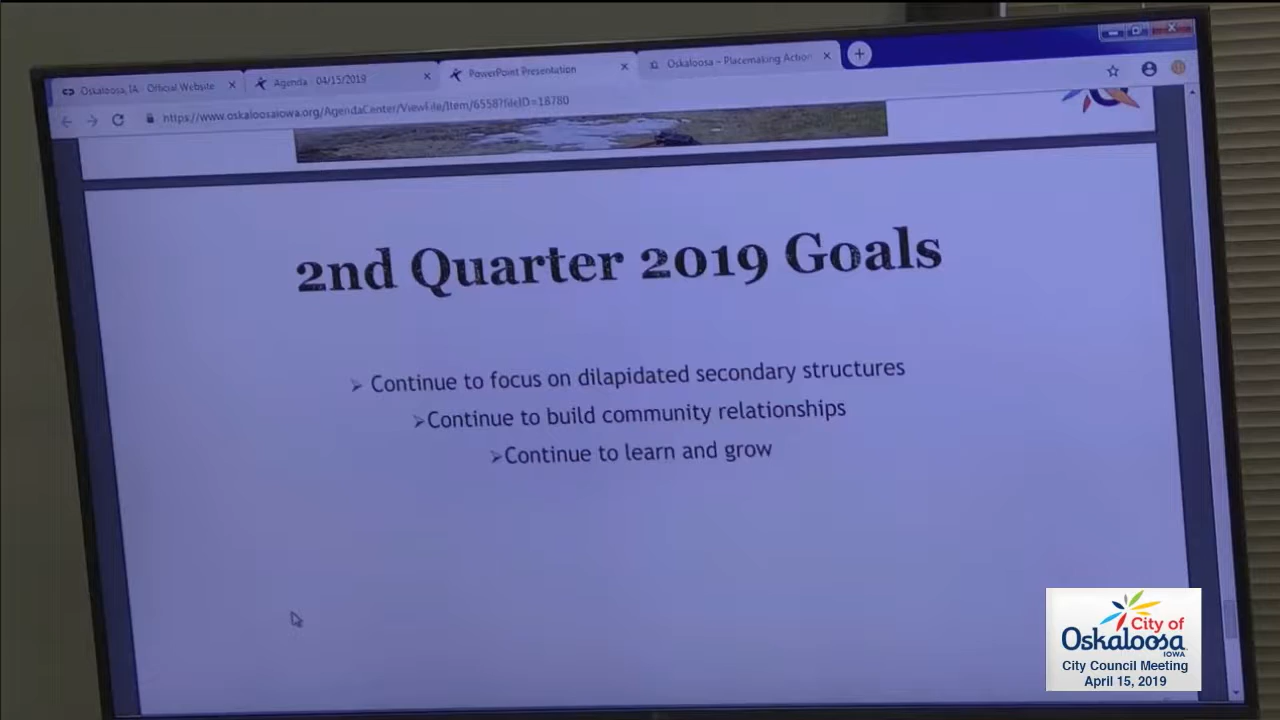 Oskaloosa, IA - Official Website
Agenda - 04/15/2019
PowerPoint Presentation
Oskaloosa – Placemaking Action
https://www.oskaloosaiowa.org/AgendaCenter/ViewFile/Item/6558?fileID=18780
2nd Quarter 2019 Goals
➢ Continue to focus on dilapidated secondary structures
➢Continue to build community relationships
➢Continue to learn and grow
City of
Oskaloosa
IOWA
City Council Meeting
April 15, 2019